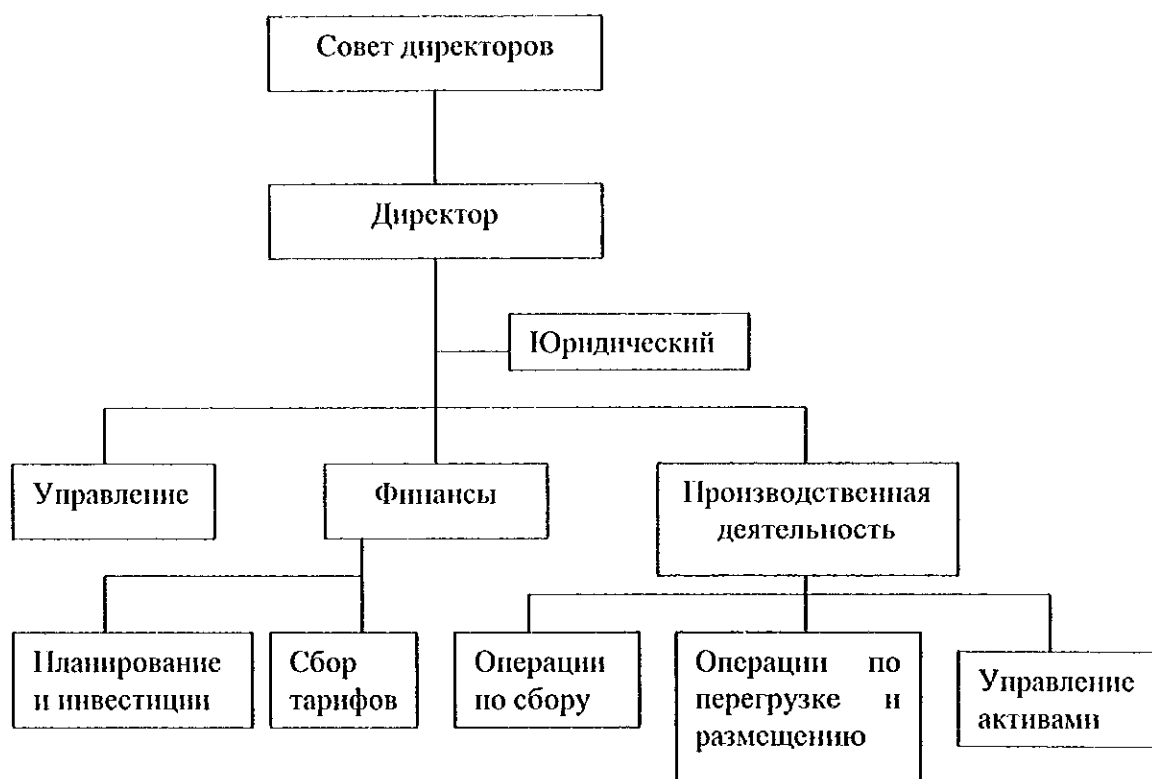 Совет директоров
Директор
Юридический
Управление
Финансы
Производственная
деятельность
Планирование
и инвестиции
Сбор
тарифов
Операции
по сбору
Операции по
перегрузке и
размещению
Управление
активами